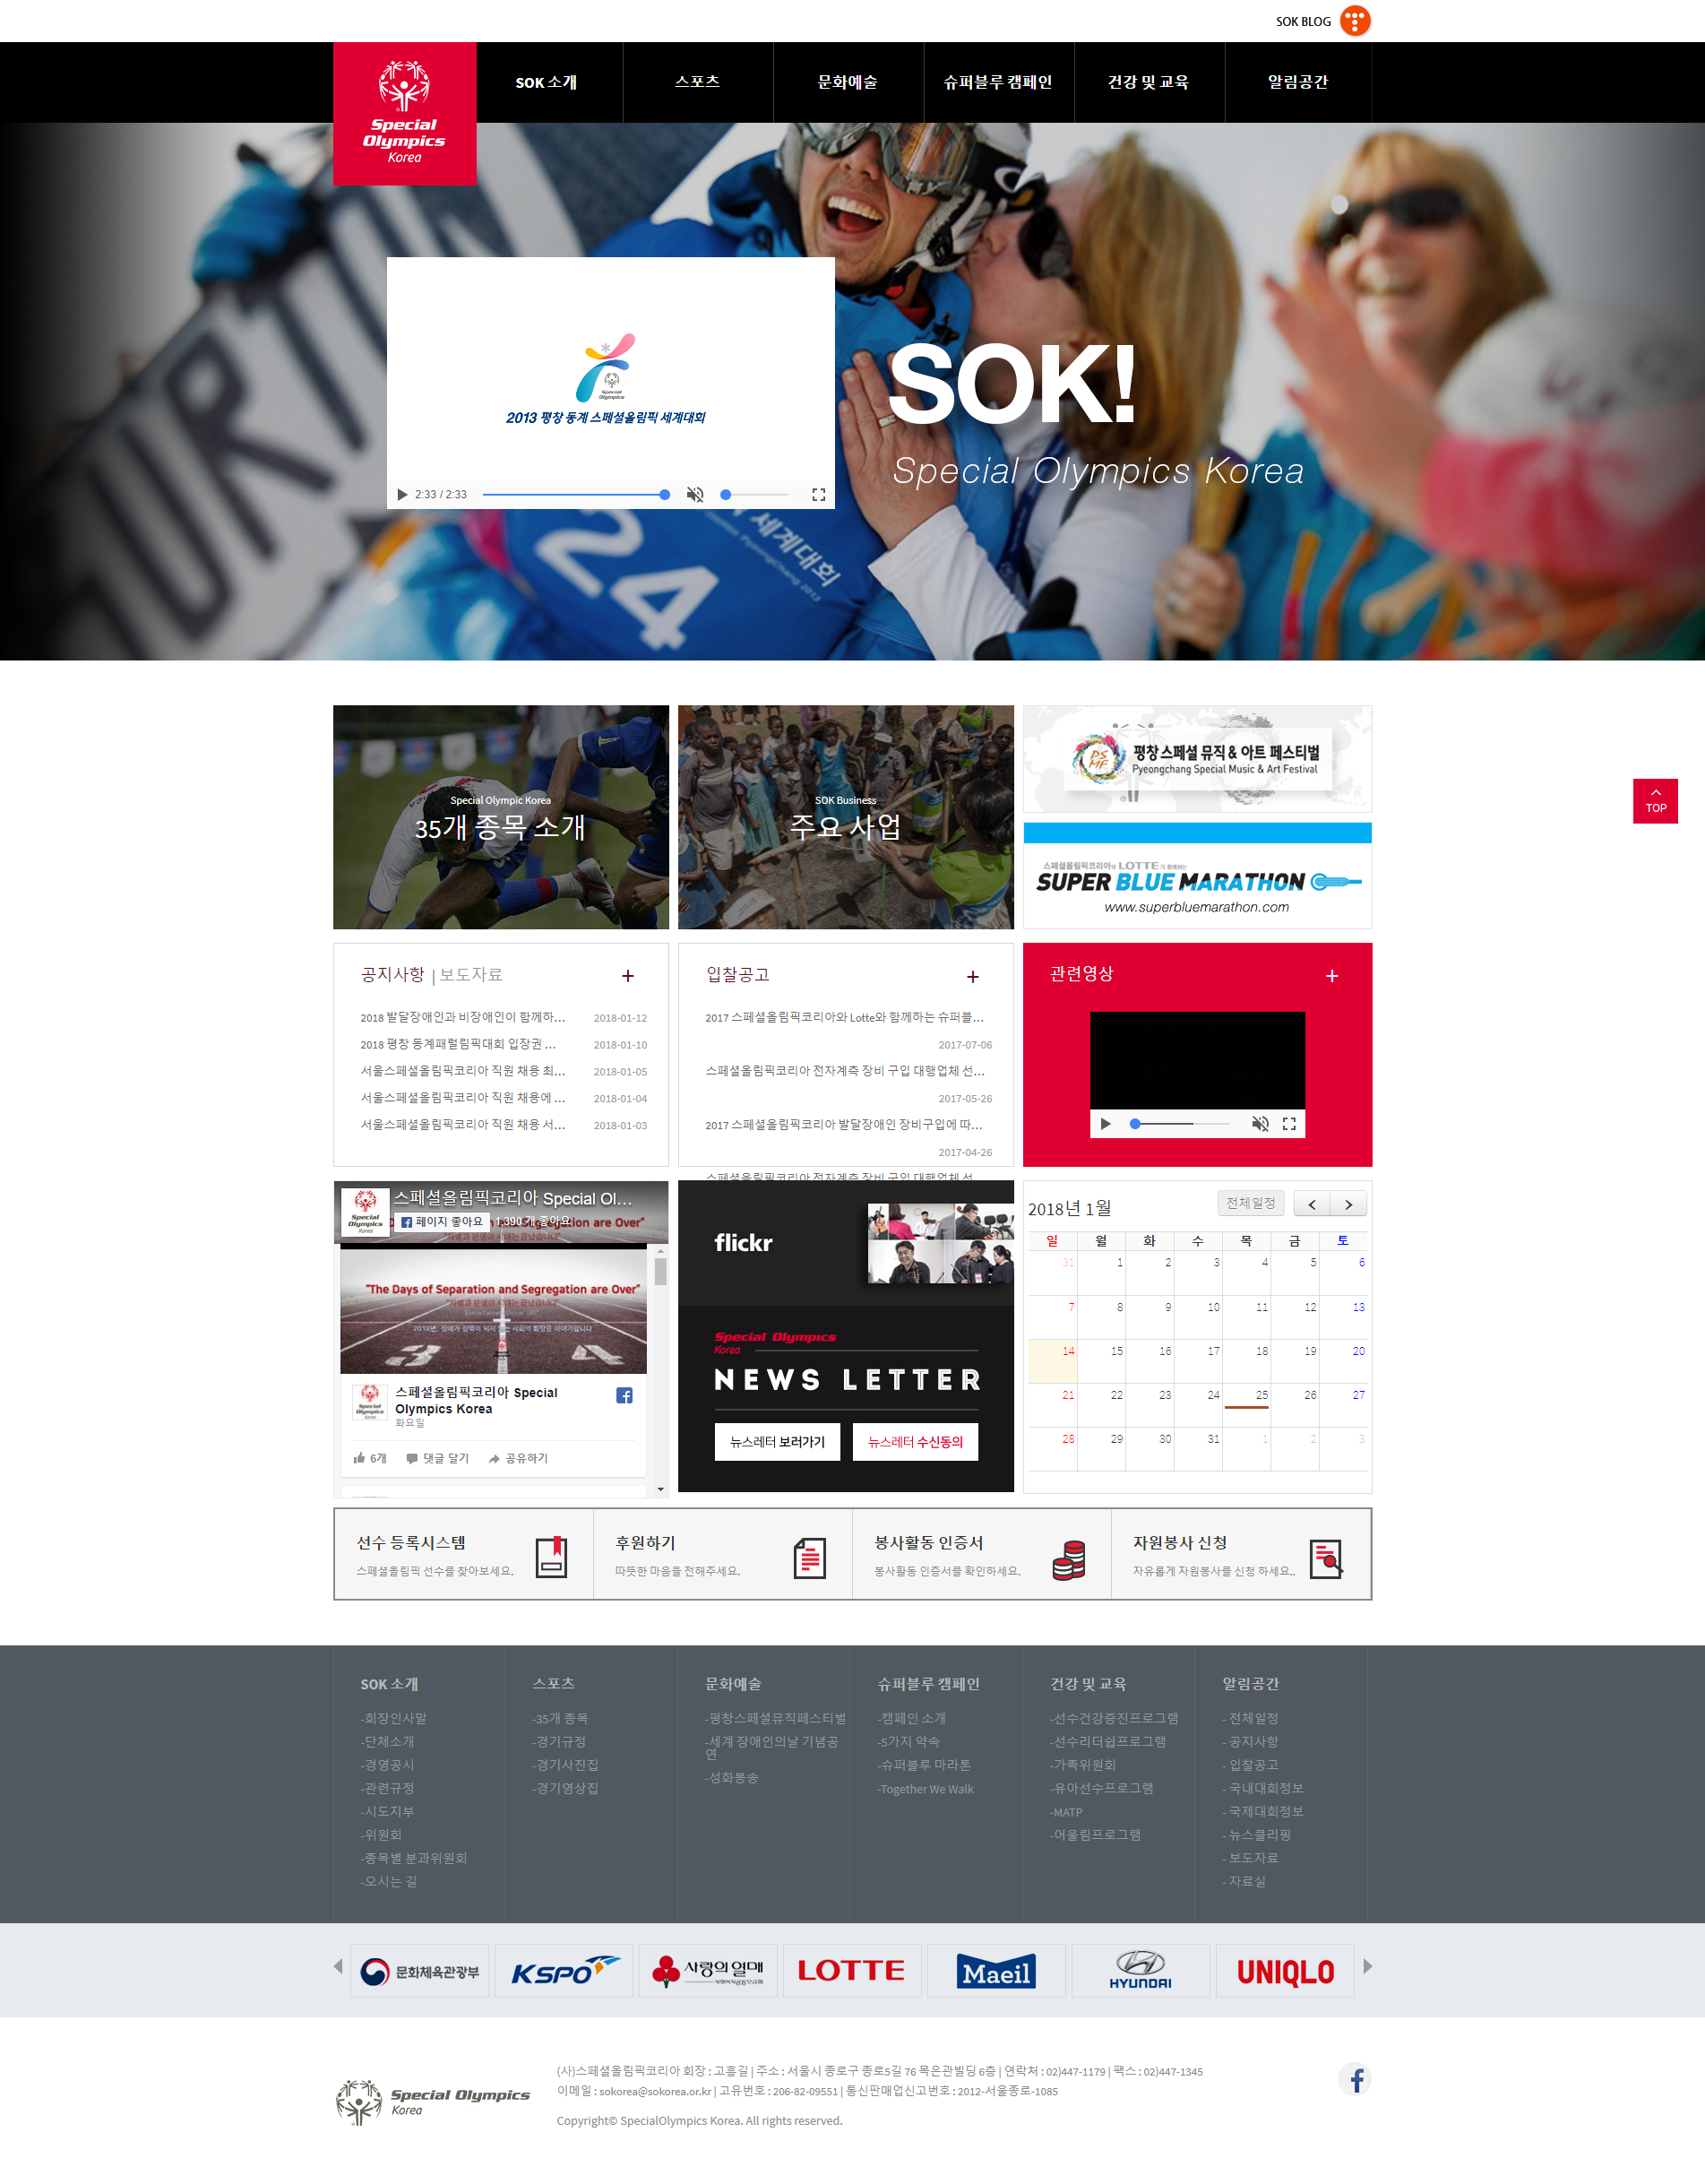 SOK BLOG
Special
Olympics
Korea
SOK 소개
스포츠
문화예술
슈퍼블루 캠페인
건강 및 교육
알림공간
2013 평창 동계 스페셜올림픽 세계대회
2:33 / 2:33
SOK!
Special Olympics Korea
24
세계대회
Special Olympic Korea
35개 종목 소개
SOK Business
주요 사업
평창 스페셜 뮤직 & 아트 페스티벌
Pyeongchang Special Music & Art Festival
스페셜올림픽코리아와 LOTTE가 함께하는
SUPER BLUE MARATHON
www.superbluemarathon.com
TOP
공지사항 | 보도자료
+
2018 발달장애인과 비장애인이 함께하... 2018-01-12
2018 평창 동계패럴림픽대회 입장권 ... 2018-01-10
서울스페셜올림픽코리아 직원 채용 최... 2018-01-05
서울스페셜올림픽코리아 직원 채용에 ... 2018-01-04
서울스페셜올림픽코리아 직원 채용 서... 2018-01-03
입찰공고
+
2017 스페셜올림픽코리아와 Lotte와 함께하는 슈퍼블...
2017-07-06
스페셜올림픽코리아 전자계측 장비 구입 대행업체 선...
2017-05-26
2017 스페셜올림픽코리아 발달장애인 장비구입에 따...
2017-04-26
스페셜올림픽코리아 전자계측 장비 구입 대행업체 선
관련영상
+
스페셜올림픽코리아 Special Ol...
페이지 좋아요 1,390개 좋아요
"The Days of Separation and Segregation are Over"
"차별과 분열의 시대는 끝났습니다"
3 4
스페셜올림픽코리아 Special
Olympics Korea
화요일
6개 댓글 달기 공유하기
flickr
Special Olympics
Korea
NEWS LETTER
뉴스레터 보러가기
뉴스레터 수신동의
2018년 1월
전체일정
일 월 화 수 목 금 토
31 1 2 3 4 5 6
7 8 9 10 11 12 13
14 15 16 17 18 19 20
21 22 23 24 25 26 27
28 29 30 31 1 2 3
선수 등록시스템
스페셜올림픽 선수를 찾아보세요.
후원하기
따뜻한 마음을 전해주세요.
봉사활동 인증서
봉사활동 인증서를 확인하세요.
자원봉사 신청
자유롭게 자원봉사를 신청 하세요..
SOK 소개
-회장인사말
-단체소개
-경영공시
-관련규정
-시도지부
-위원회
-종목별 분과위원회
-오시는 길
스포츠
-35개 종목
-경기규정
-경기사진집
-경기영상집
문화예술
-평창스페셜뮤직페스티벌
-세계 장애인의날 기념공
연
-성화봉송
슈퍼블루 캠페인
-캠페인 소개
-5가지 약속
-슈퍼블루 마라톤
-Together We Walk
건강 및 교육
-선수건강증진프로그램
-선수리더쉽프로그램
-가족위원회
-유아선수프로그램
-MATP
-어울림프로그램
알림공간
- 전체일정
- 공지사항
- 입찰공고
- 국내대회정보
- 국제대회정보
- 뉴스클리핑
- 보도자료
- 자료실
문화체육관광부
KSPO
사랑의열매
LOTTE
Maeil
HYUNDAI
UNIQLO
Special Olympics
Korea
(사)스페셜올림픽코리아 회장 : 고흥길 | 주소 : 서울시 종로구 종로5길 76 목은관빌딩 6층 | 연락처 : 02)447-1179 | 팩스 : 02)447-1345
이메일 : sokorea@sokorea.or.kr | 고유번호 : 206-82-09551 | 통신판매업신고번호 : 2012-서울종로-1085
Copyright© SpecialOlympics Korea. All rights reserved.